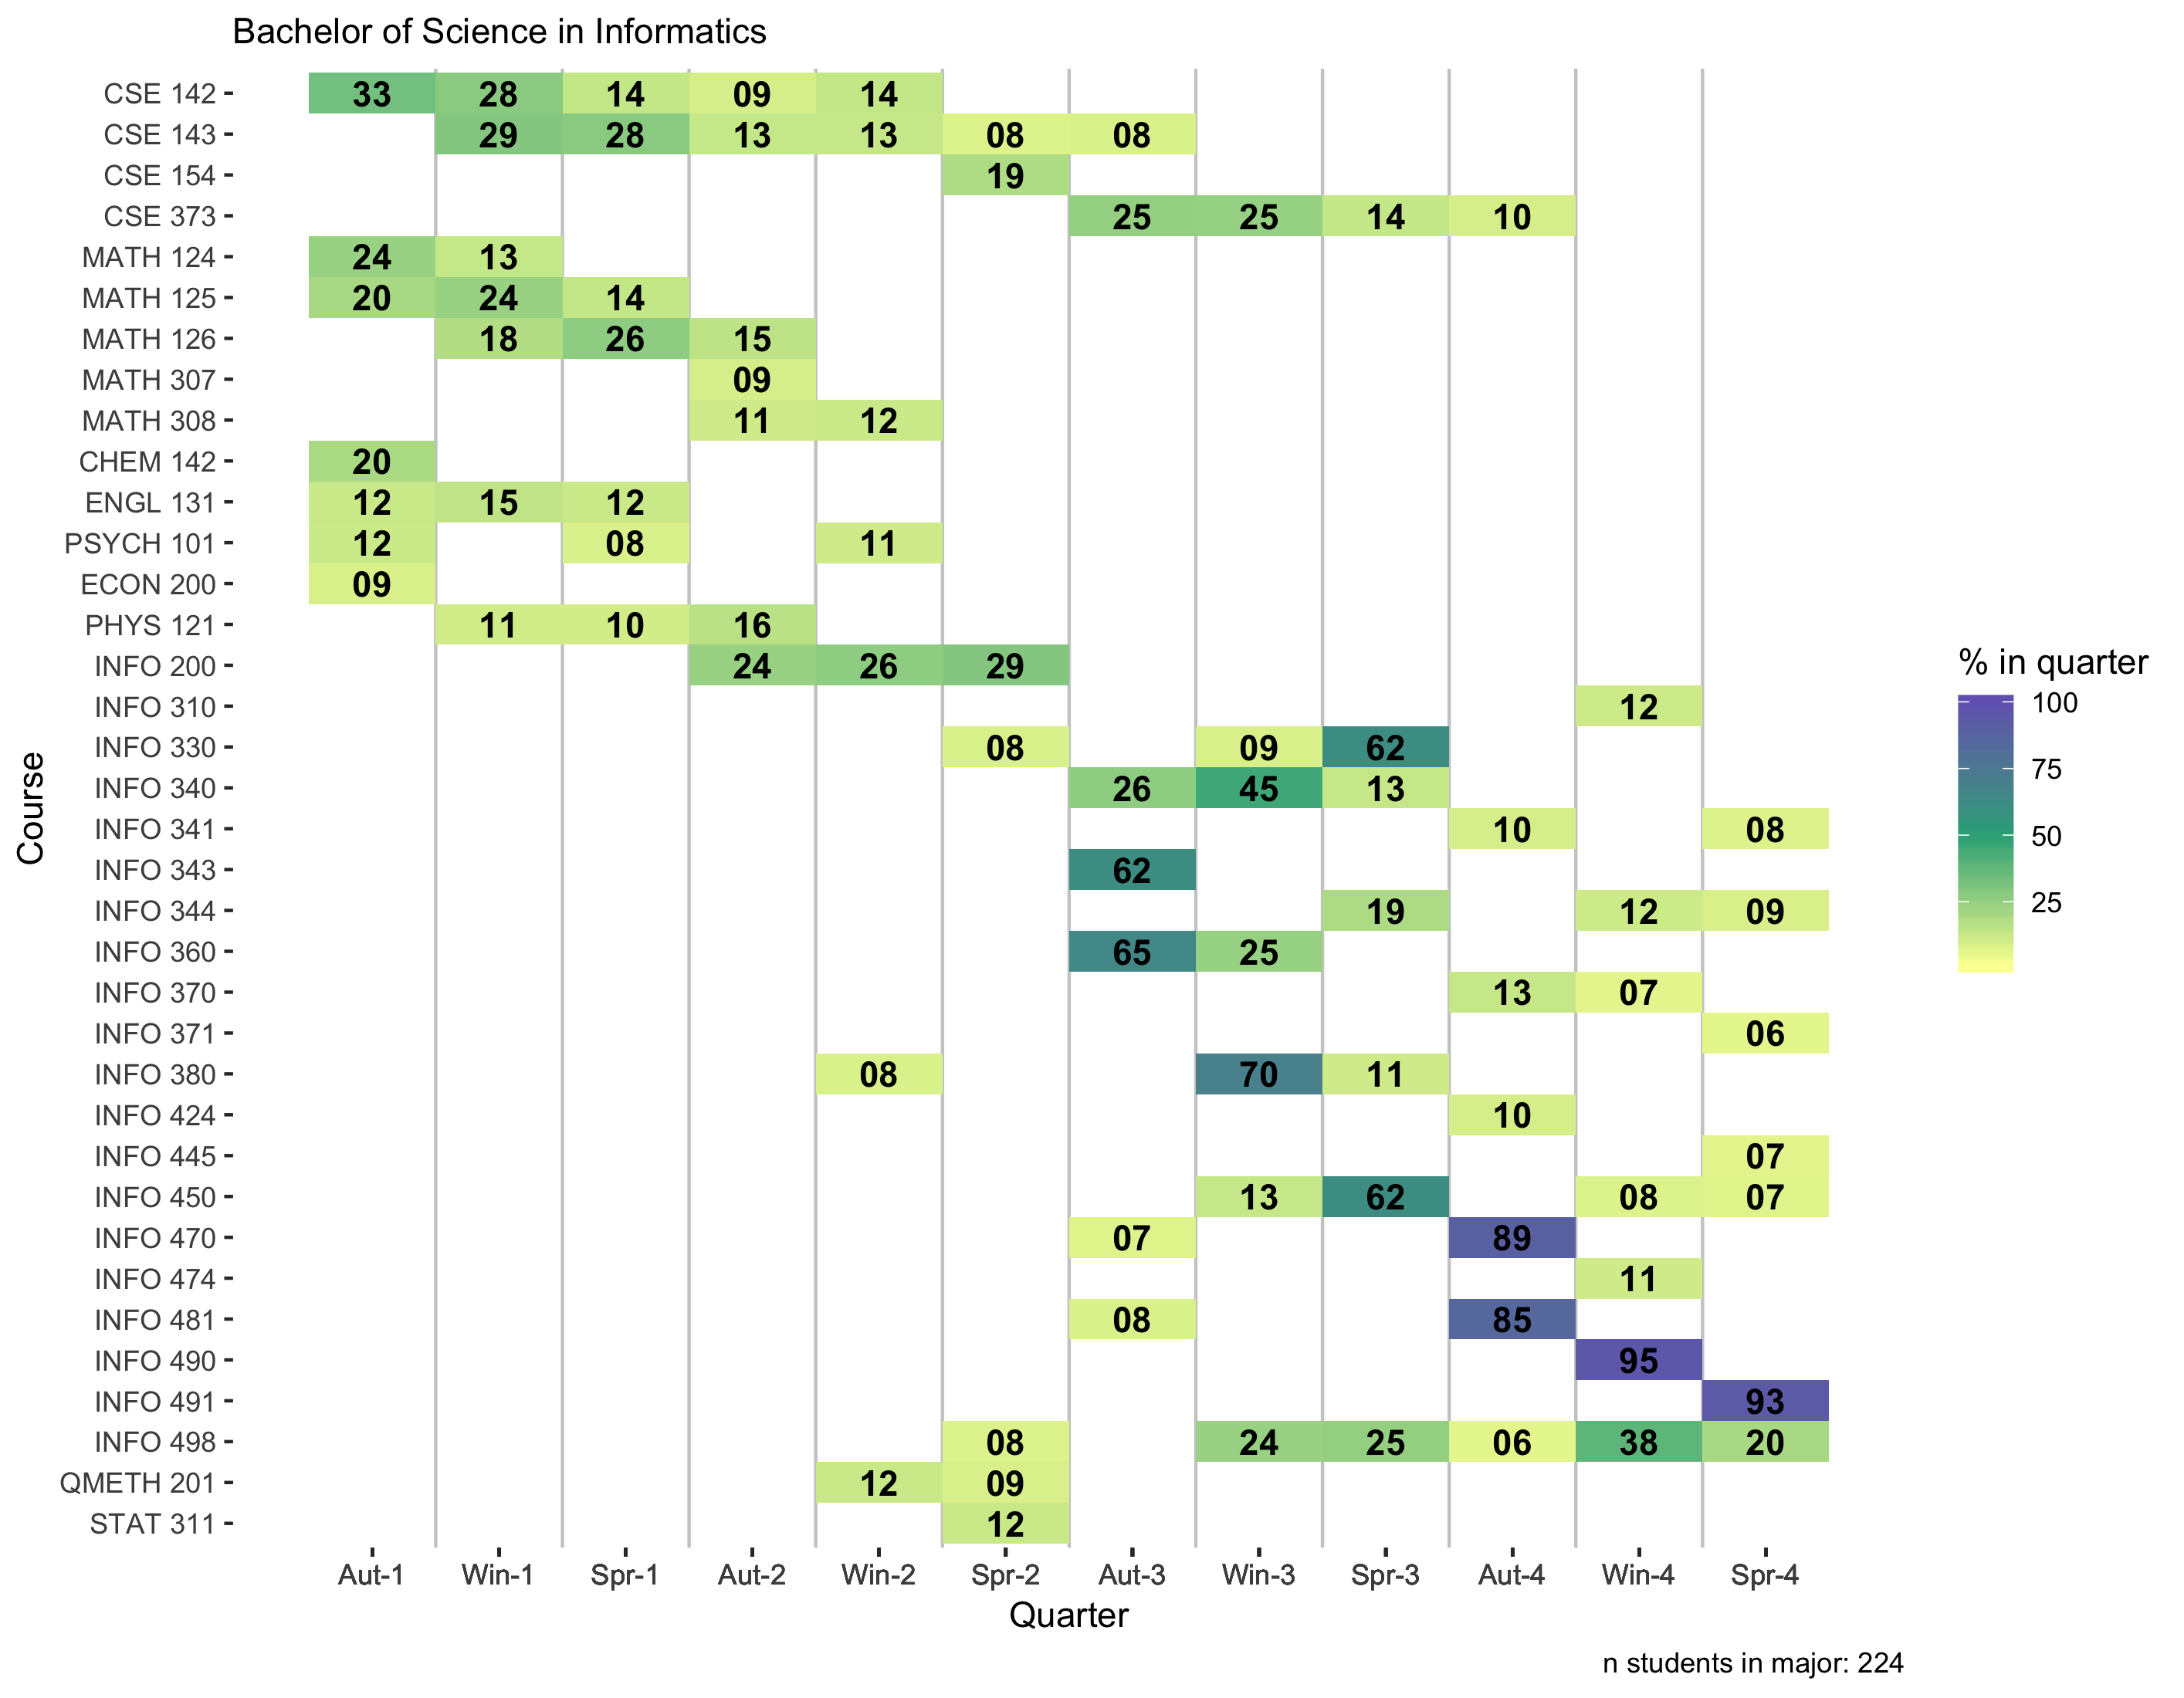 Bachelor of Science in Informatics
CSE 142 33 28 14 09 14
CSE 143 29 28 13 13 08 08
CSE 154 19
CSE 373 25 25 14 10
MATH 124 24 13
MATH 125 20 24 14
MATH 126 18 26 15
MATH 307 09
MATH 308 11 12
CHEM 142 20
ENGL 131 12 15 12
PSYCH 101 12 08 11
ECON 200 09
PHYS 121 11 10 16
INFO 200 24 26 29
INFO 310 12
INFO 330 08 09 62
INFO 340 26 45 13
INFO 341 10 08
INFO 343 62
INFO 344 19 12 09
INFO 360 65 25
INFO 370 13 07
INFO 371 06
INFO 380 08 70 11
INFO 424 10
INFO 445 07
INFO 450 13 62 08 07
INFO 470 07 89
INFO 474 11
INFO 481 08 85
INFO 490 95
INFO 491 93
INFO 498 08 24 25 06 38 20
QMETH 201 12 09
STAT 311 12
Aut-1 Win-1 Spr-1 Aut-2 Win-2 Spr-2 Aut-3 Win-3 Spr-3 Aut-4 Win-4 Spr-4
Quarter
Course
% in quarter
100
75
50
25
n students in major: 224